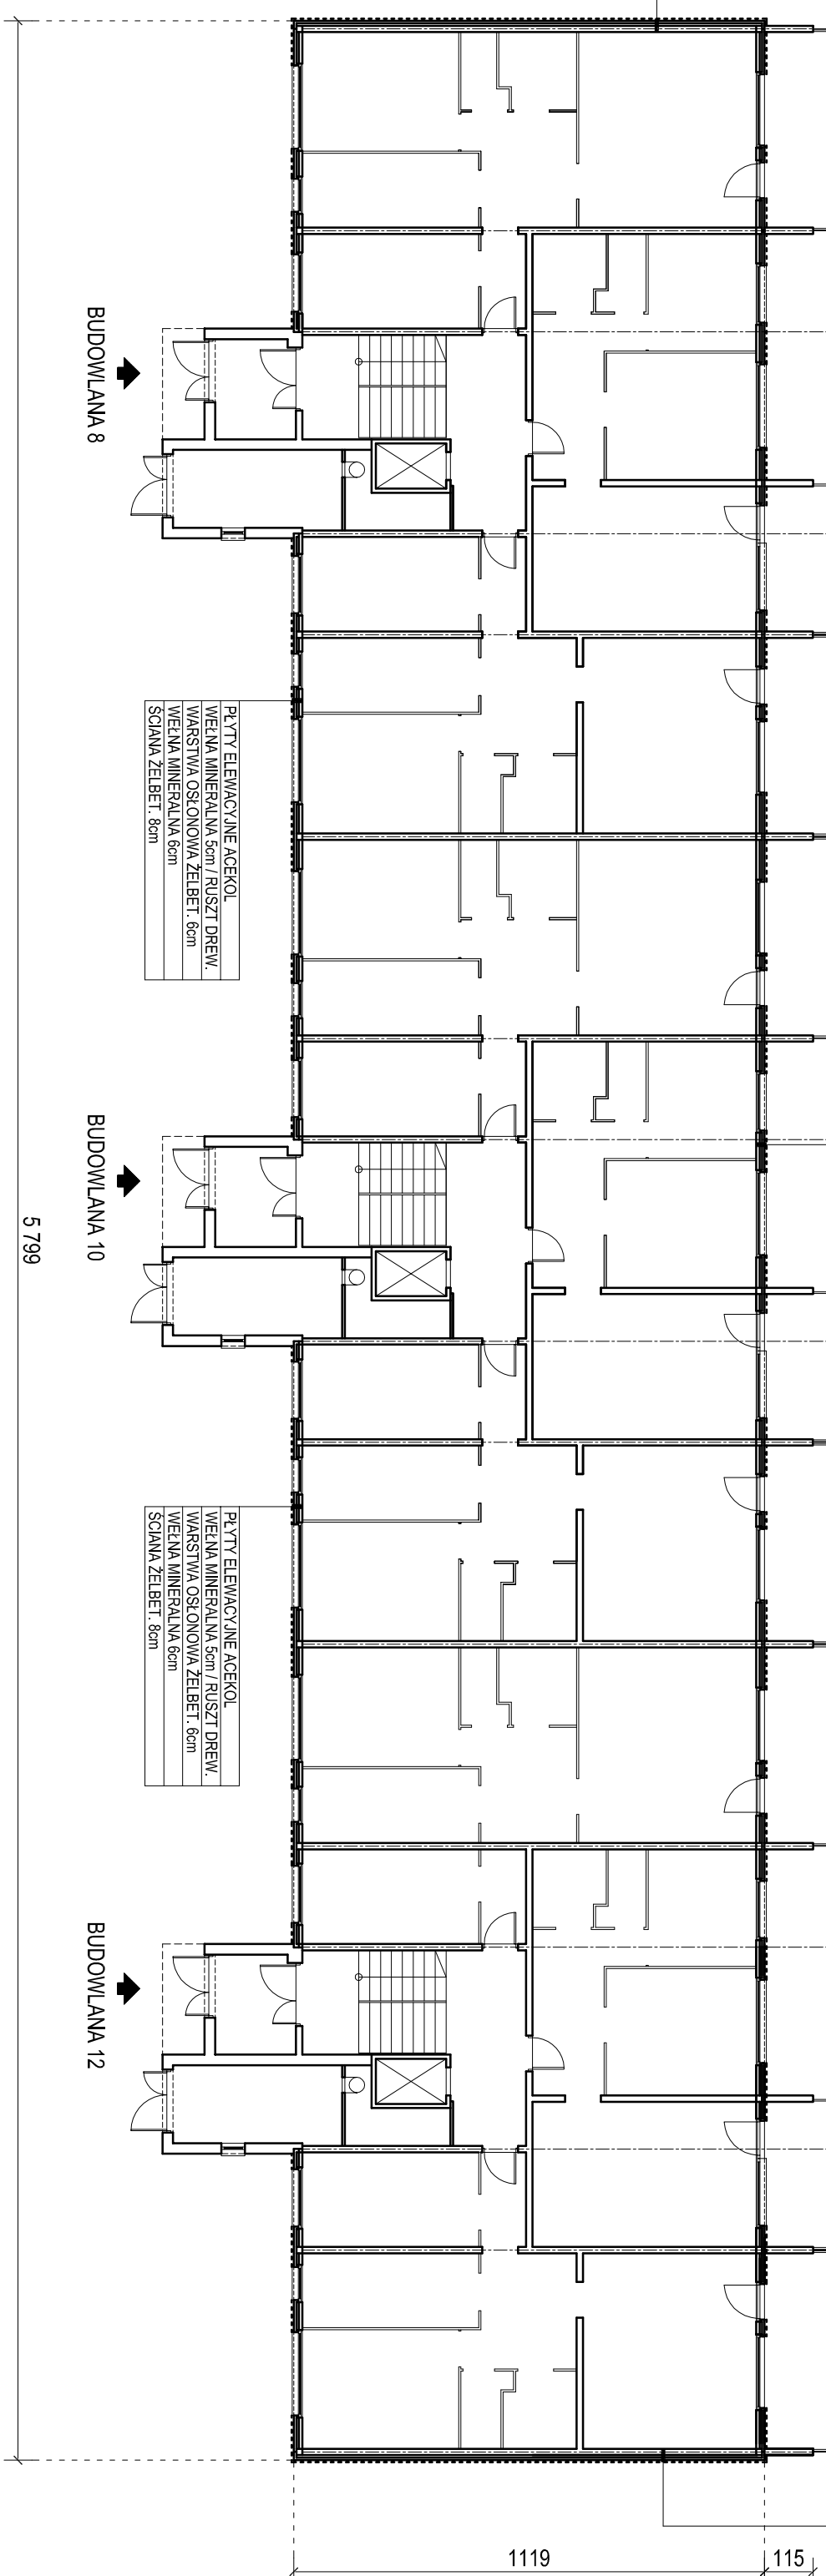 BUDOWLANA 8
PŁYTY ELEWACYJNE ACEKOL
WEŁNA MINERALNA 5cm / RUSZT DREW.
WARSTWA OSŁONOWA ŻELBET. 6cm
WEŁNA MINERALNA 6cm
ŚCIANA ŻELBET. 8cm
BUDOWLANA 10
5 799
PŁYTY ELEWACYJNE ACEKOL
WEŁNA MINERALNA 5cm / RUSZT DREW.
WARSTWA OSŁONOWA ŻELBET. 6cm
WEŁNA MINERALNA 6cm
ŚCIANA ŻELBET. 8cm
BUDOWLANA 12
1119
115